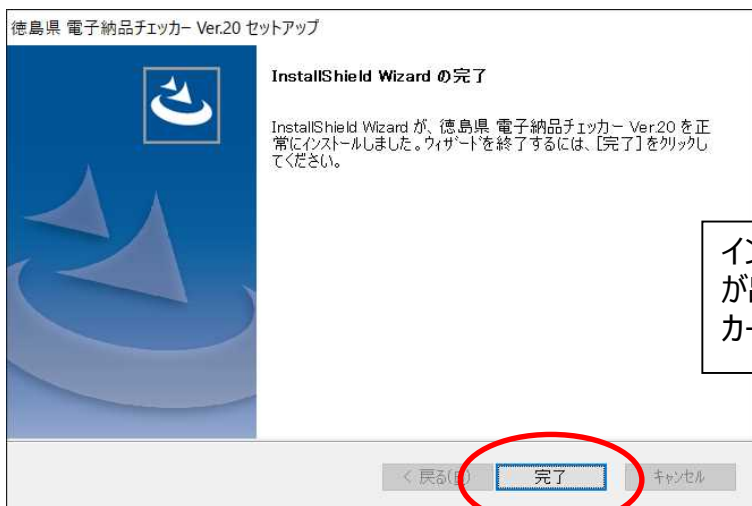 徳島県 電子納品チェッカー Ver.20 セットアップ
InstallShield Wizard の完了
InstallShield Wizard が、徳島県 電子納品チェッカー Ver.20 を正
常にインストールしました。ウィザードを終了するには、[完了]をクリックし
てください。
イン
が
カー
< 戻る(B)
完了
キャンセル